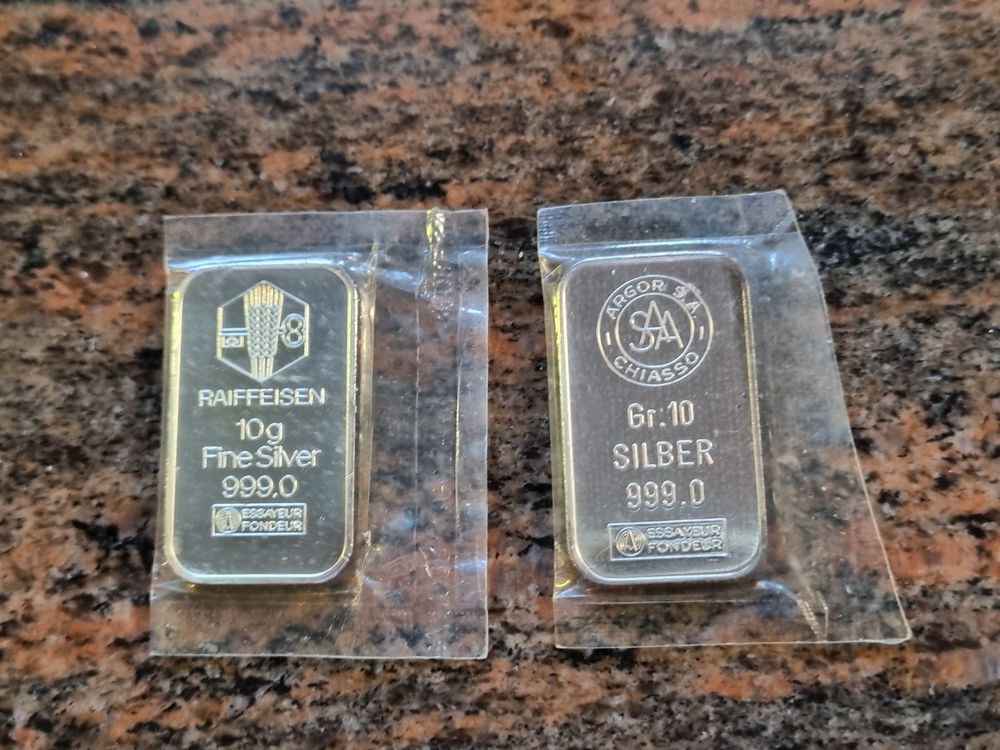 RAIFFEISEN
10g
Fine Silver
999.0
ESSAYEUR
FONDEUR
ARGOR S.A.
SAA
CHIASSO
Gr.10
SILBER
999.0
ESSAYEUR
FONDEUR